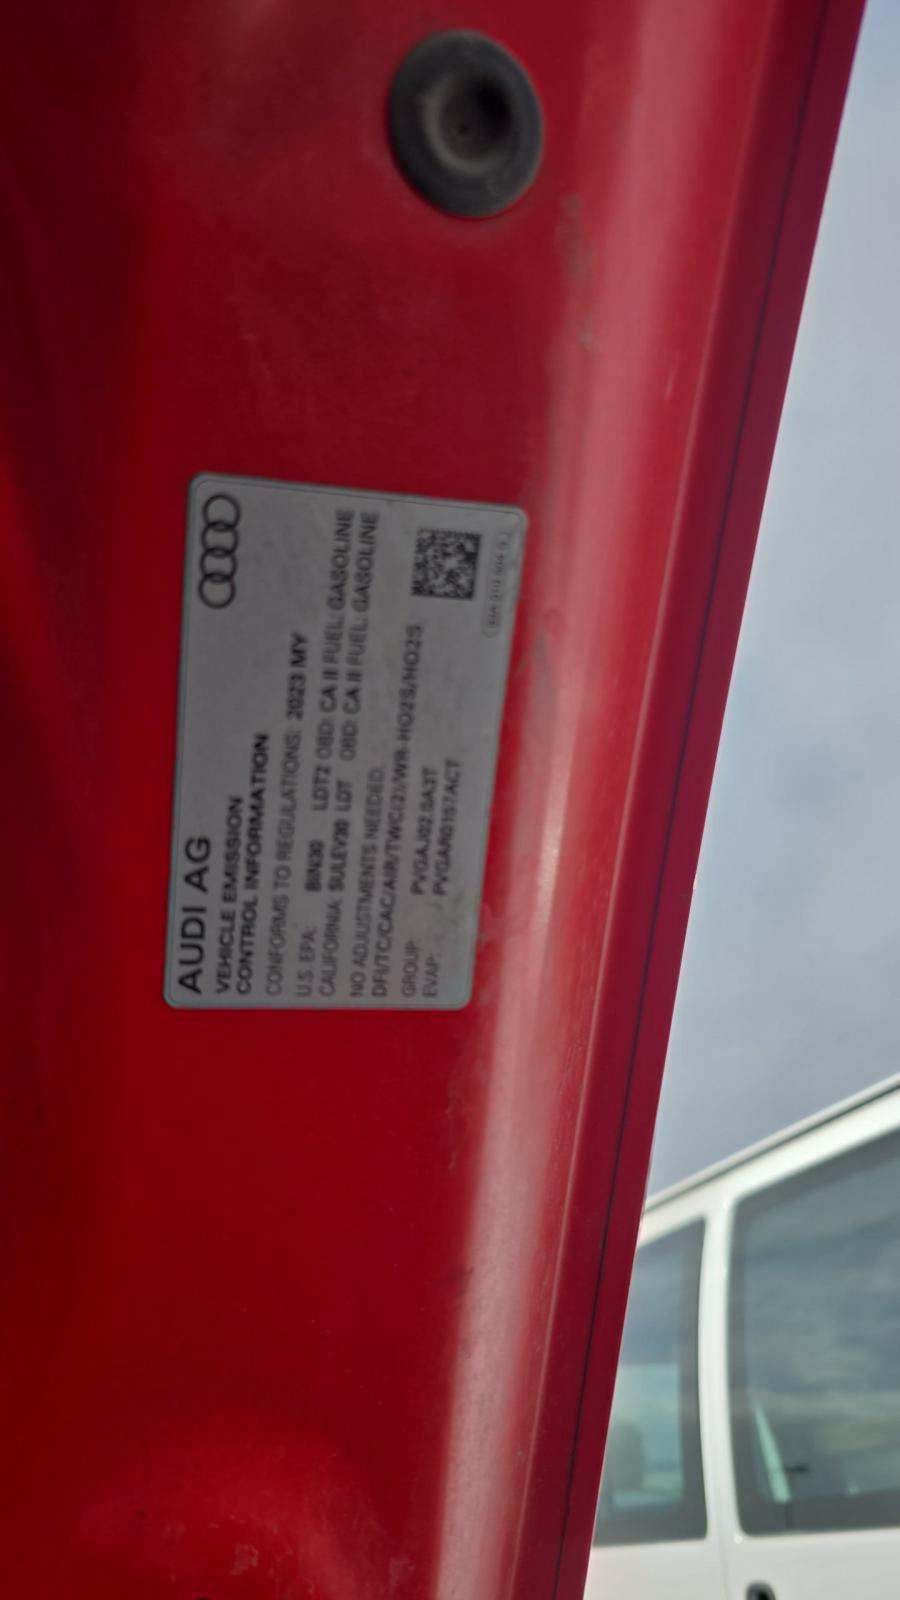 AUDI AG
VEHICLE EMISSION
CONTROL INFORMATION
CONFORMS TO REGULATIONS: 2023 MY
U.S. EPA: BIN30 LDT2 OBD: CA II FUEL: GASOLINE
CALIFORNIA: SULEV30 LDT OBD: CA II FUEL: GASOLINE
NO ADJUSTMENTS NEEDED.
DFI/TC/CAC/AIR/TWC(2)/WR-HO2S/HO2S
GROUP: PVGAJ02.0A3T
EVAP: PVGAR0157ACT